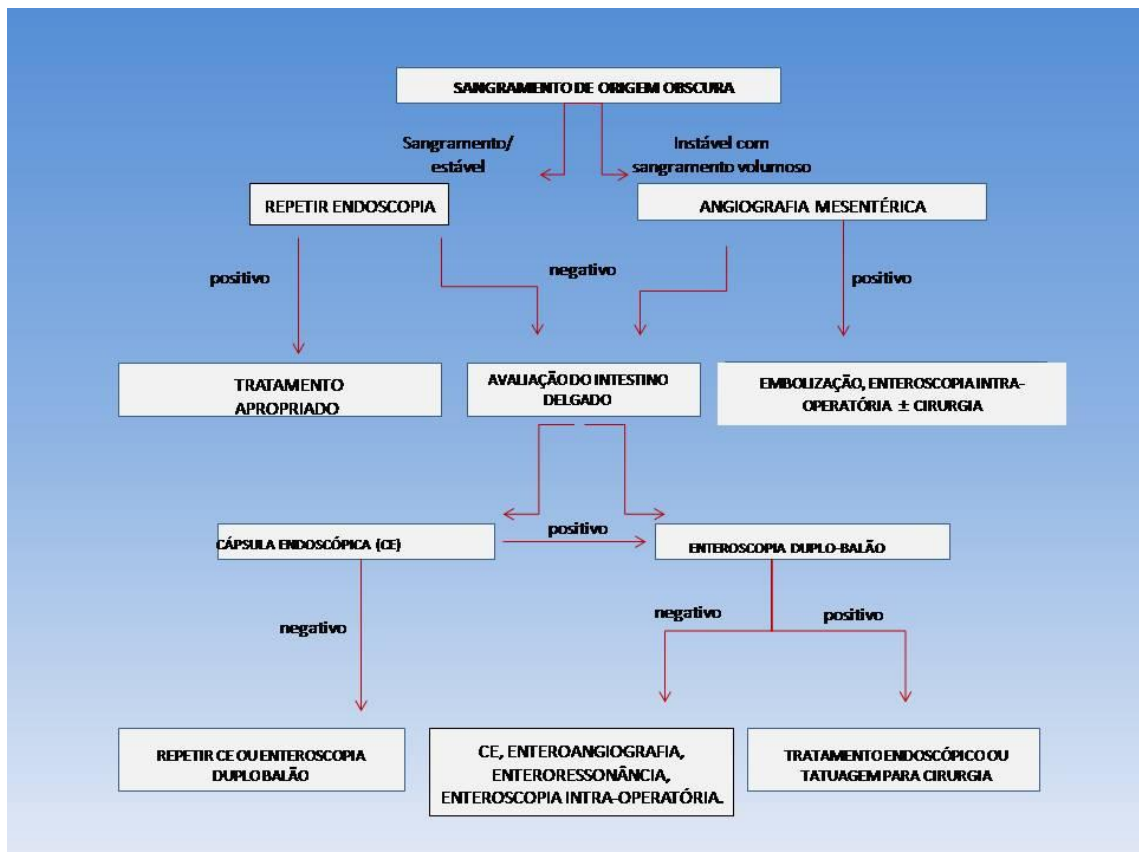 SANGRAMENTO DE ORIGEM OBSCURA
Sangramento/
estável
Instável com
sangramento volumoso
REPETIR ENDOSCOPIA
ANGIOGRAFIA MESENTÉRICA
positivo
negativo
positivo
TRATAMENTO
APROPRIADO
AVALIAÇÃO DO INTESTINO
DELGADO
EMBOLIZAÇÃO, ENTEROSCOPIA INTRA-
OPERATÓRIA ± CIRURGIA
CÁPSULA ENDOSCÓPICA (CE)
positivo
ENTEROSCOPIA DUPLO-BALÃO
negativo
negativo
positivo
REPETIR CE OU ENTEROSCOPIA
DUPLO BALÃO
CE, ENTEROANGIOGRAFIA,
ENTERORESSONÂNCIA,
ENTEROSCOPIA INTRA-OPERATÓRIA.
TRATAMENTO ENDOSCÓPICO OU
TATUAGEM PARA CIRURGIA